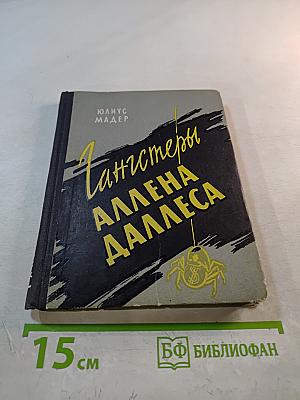 ЮЛИУС
МАДЕР
Гангстеры
АЛЛЕНА
ДАЛЛЕСА
$
15 см
БФ БИБЛИОФАН